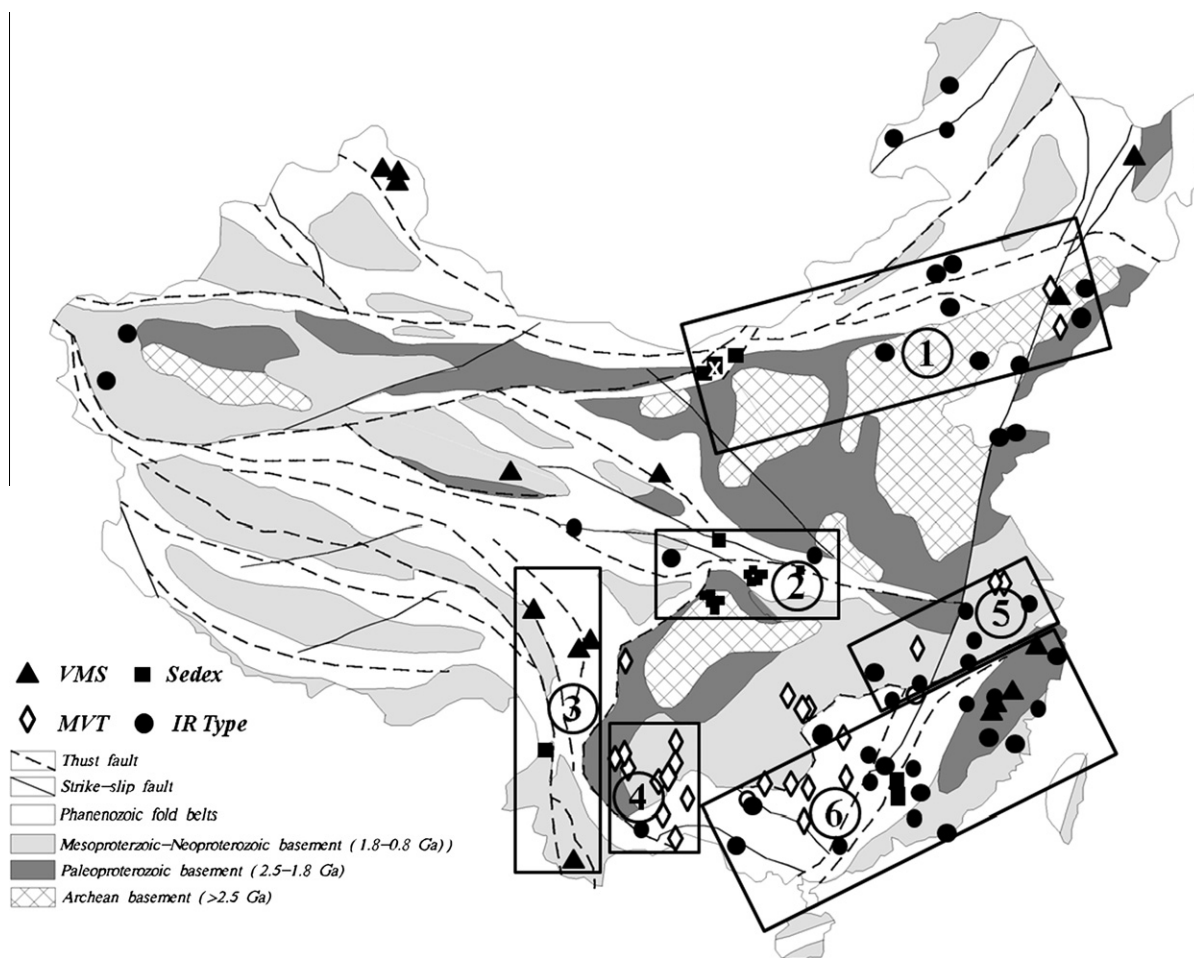 1
2
3
4
5
6
VMS Sedex
MVT IR Type
Thust fault
Strike-slip fault
Phanenozoic fold belts
Mesoproterzoic-Neoproterozoic basement (1.8-0.8 Ga))
Paleoproterozoic basement (2.5-1.8 Ga)
Archean basement (>2.5 Ga)